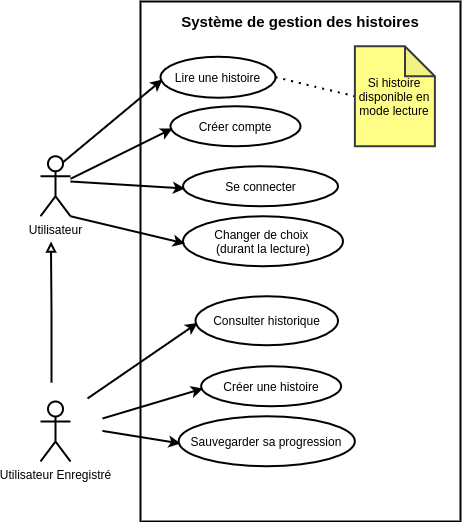 Système de gestion des histoires
Lire une histoire
Si histoire
disponible en
mode lecture
Créer compte
Se connecter
Utilisateur
Changer de choix
(durant la lecture)
Consulter historique
Créer une histoire
Sauvegarder sa progression
Utilisateur Enregistré